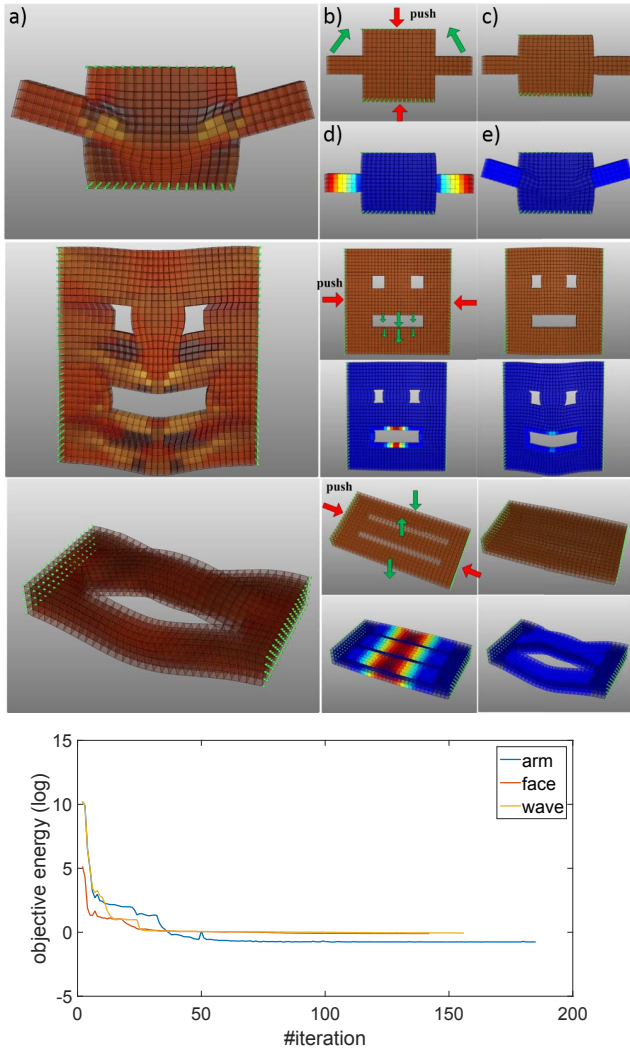 a)
b)
push
c)
d)
e)
push
push
15
10
5
0
-5
objective energy (log)
arm
face
wave
0
50
100
150
200
#iteration